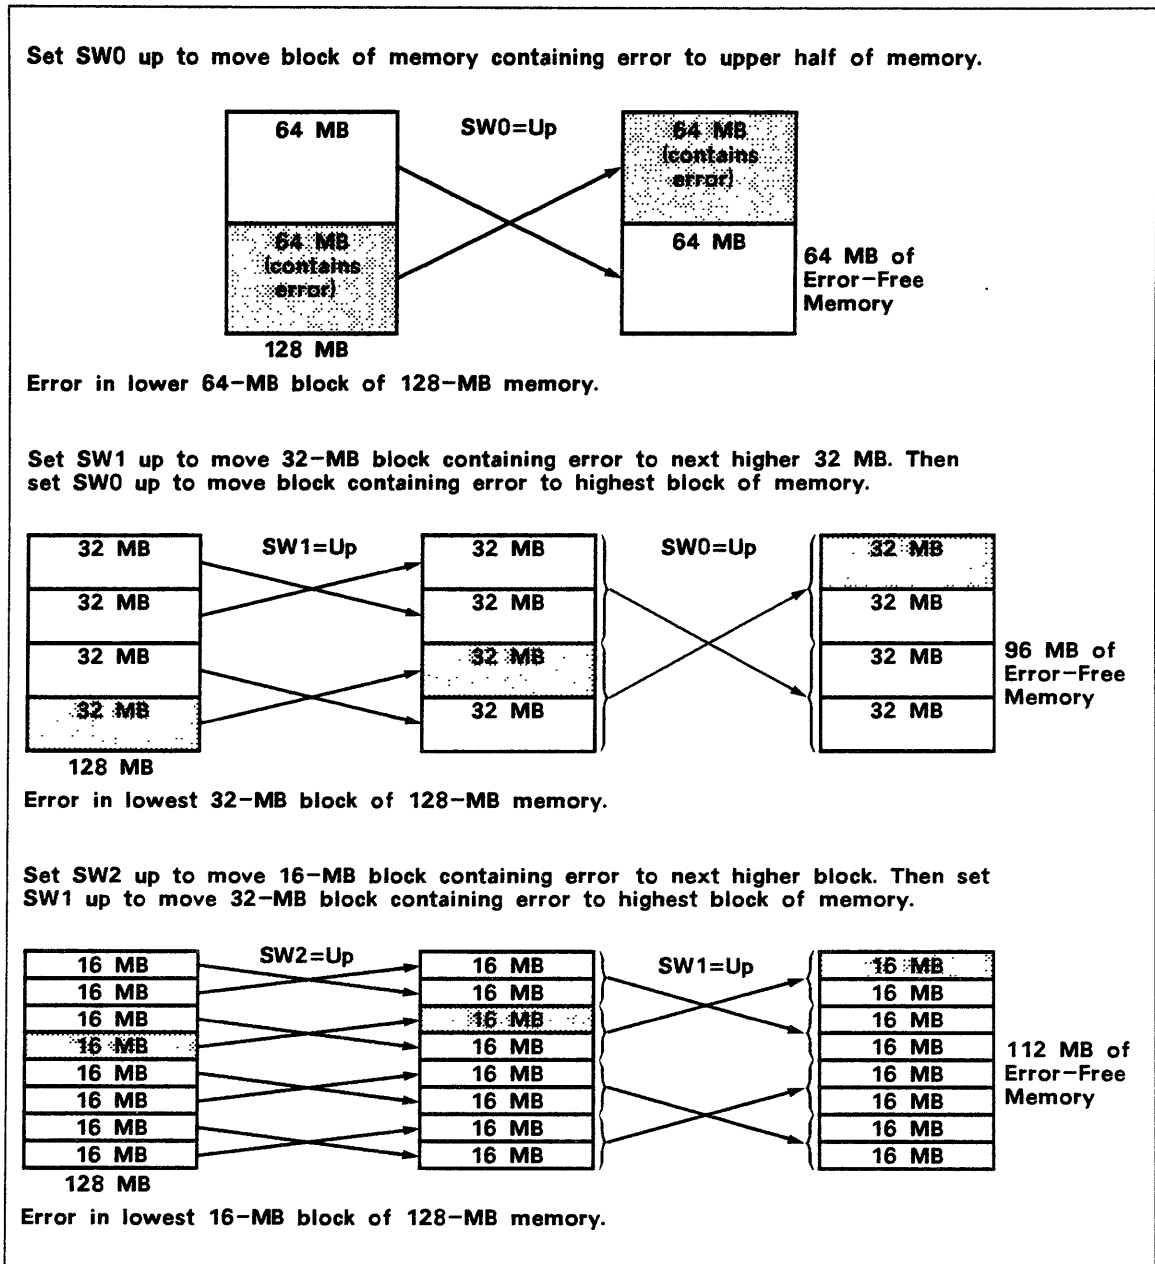 Set SW0 up to move block of memory containing error to upper half of memory.
64 MB
SW0=Up
64 MB
(contains
error)
64 MB
(contains
error)
64 MB
64 MB of
Error-Free
Memory
128 MB
Error in lower 64-MB block of 128-MB memory.
Set SW1 up to move 32-MB block containing error to next higher 32 MB. Then
set SW0 up to move block containing error to highest block of memory.
32 MB
SW1=Up
32 MB
SW0=Up
32 MB
32 MB
32 MB
32 MB
32 MB
32 MB
32 MB
96 MB of
Error-Free
Memory
32 MB
32 MB
32 MB
128 MB
Error in lowest 32-MB block of 128-MB memory.
Set SW2 up to move 16-MB block containing error to next higher block. Then set
SW1 up to move 32-MB block containing error to highest block of memory.
16 MB
SW2=Up
16 MB
SW1=Up
16 MB
16 MB
16 MB
16 MB
16 MB
16 MB
16 MB
16 MB
16 MB
16 MB
112 MB of
Error-Free
Memory
16 MB
16 MB
16 MB
16 MB
16 MB
16 MB
16 MB
16 MB
16 MB
16 MB
16 MB
16 MB
128 MB
Error in lowest 16-MB block of 128-MB memory.